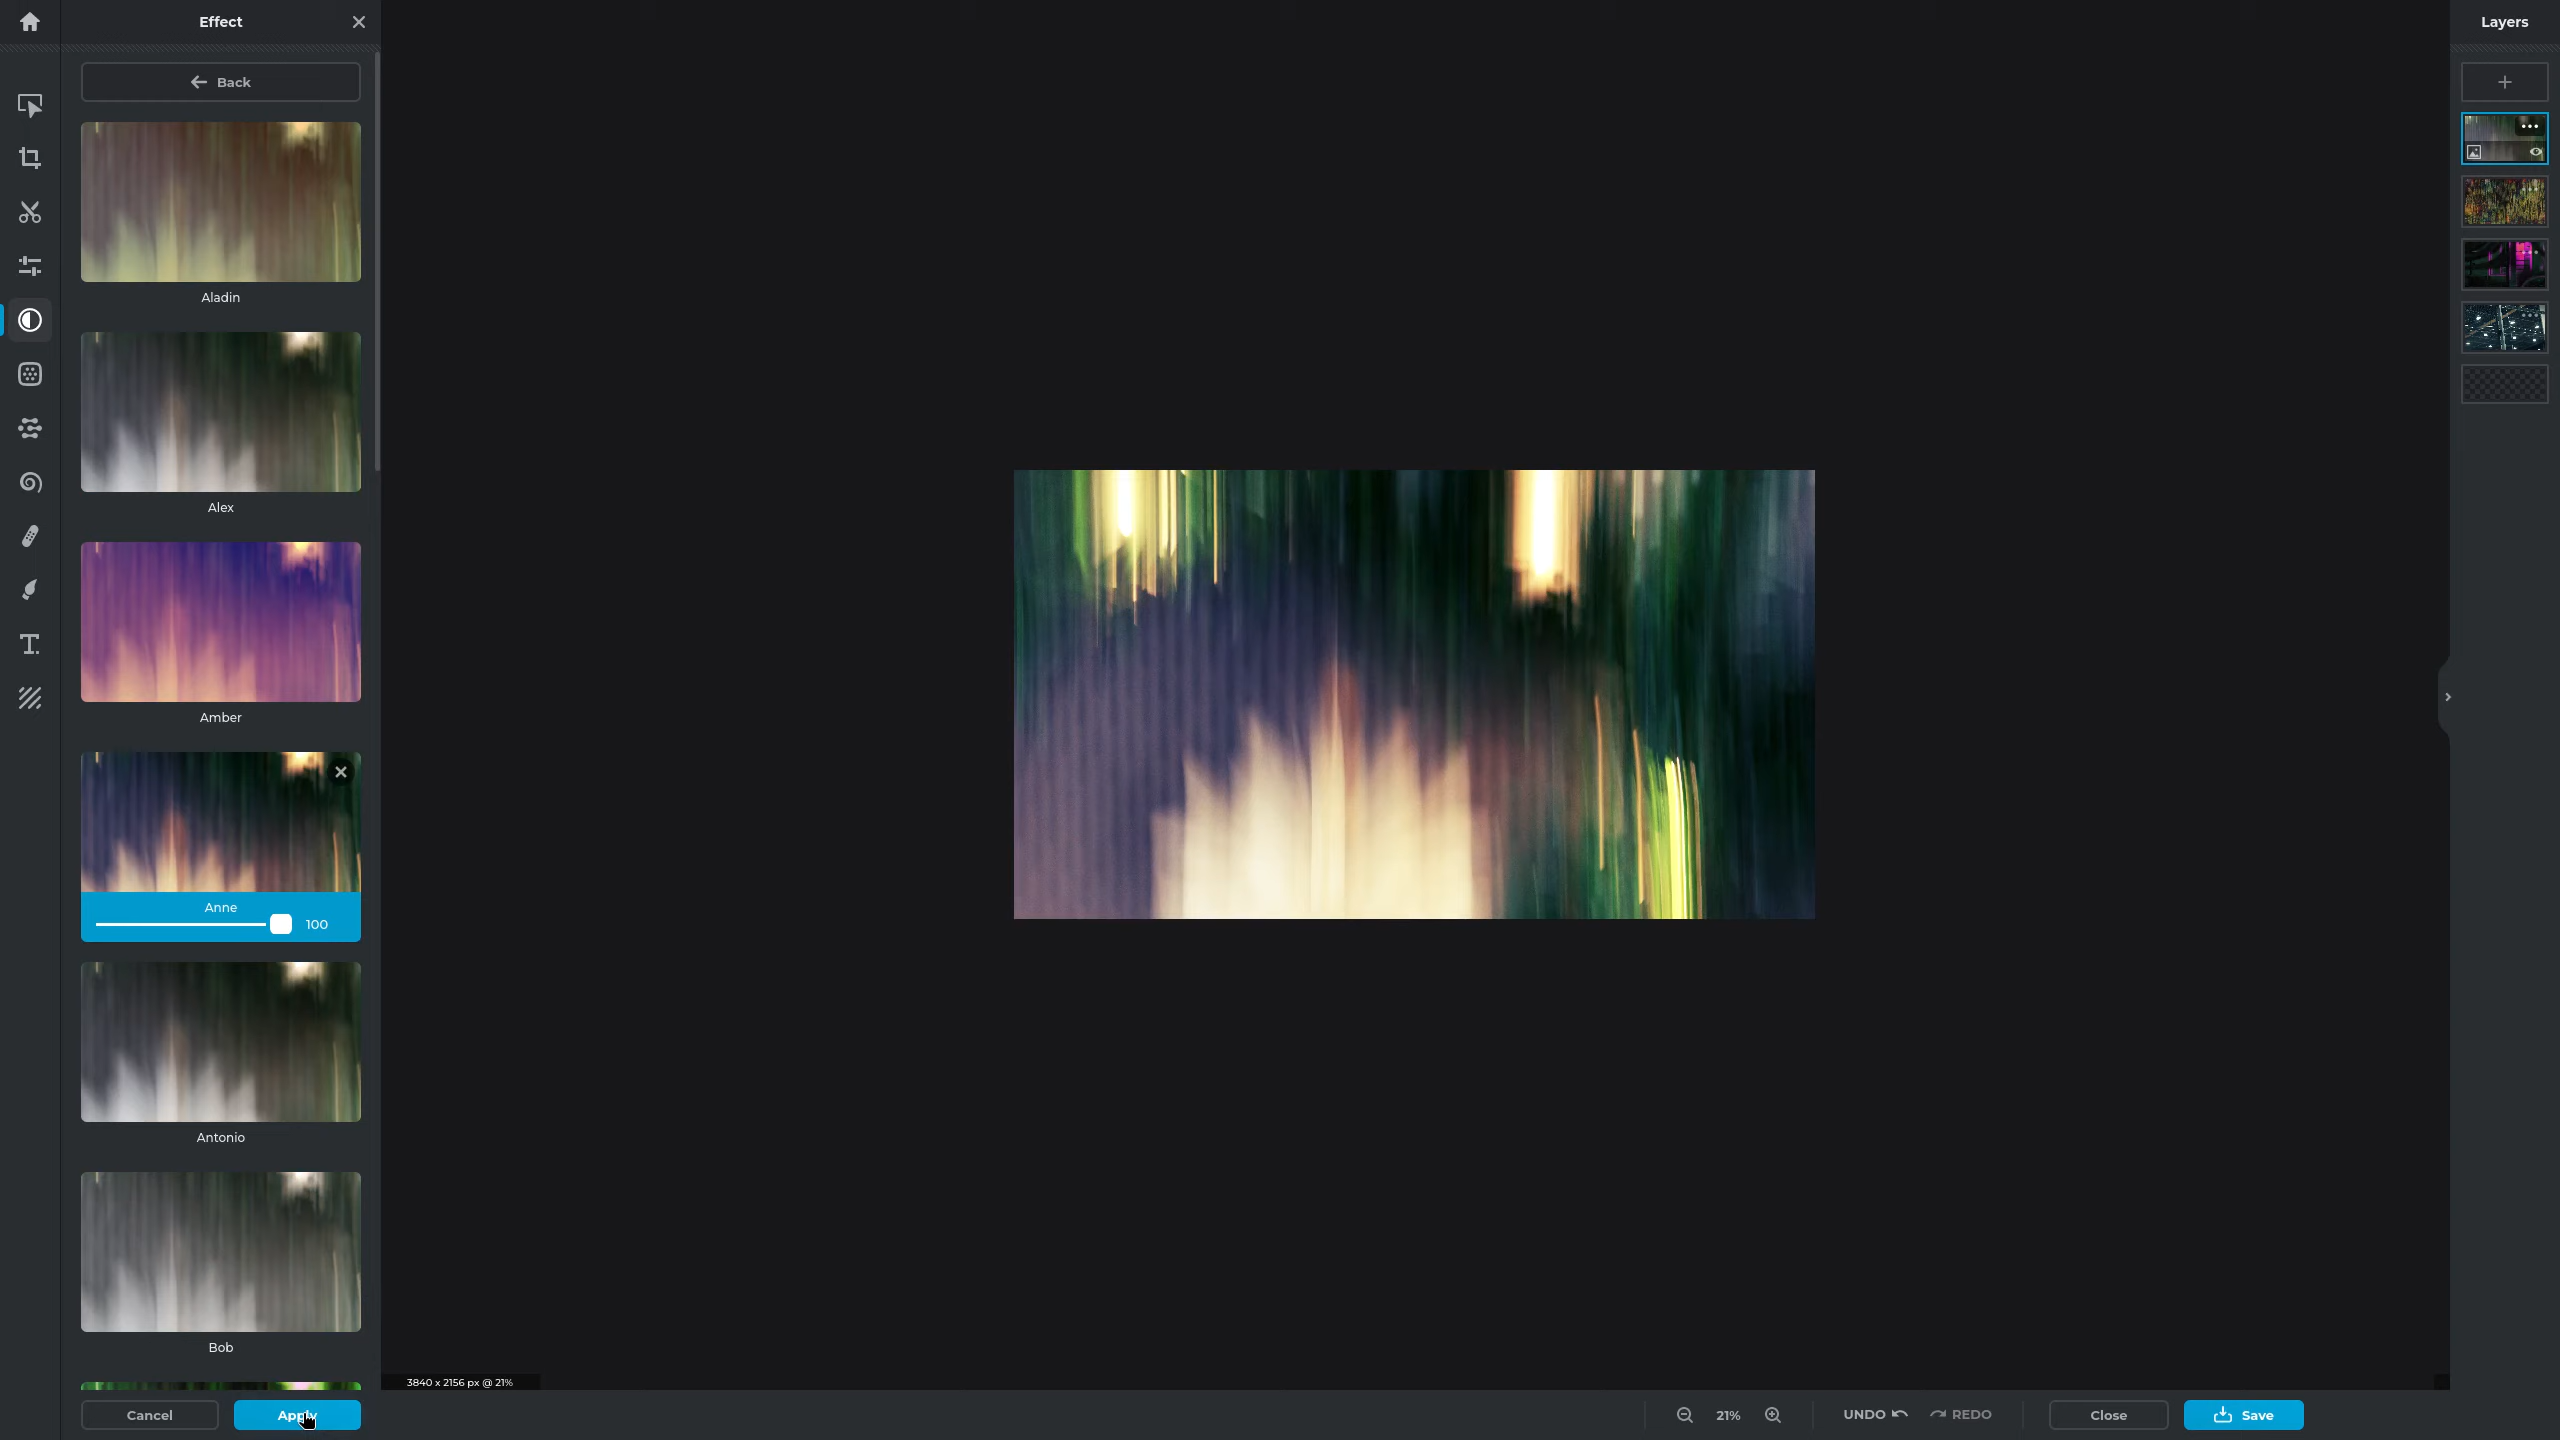 Effect
Layers
Back
Aladin
Alex
Amber
Anne
100
Antonio
Bob
3840 x 2156 px @ 21%
Cancel
Apply
21%
UNDO
REDO
Close
Save